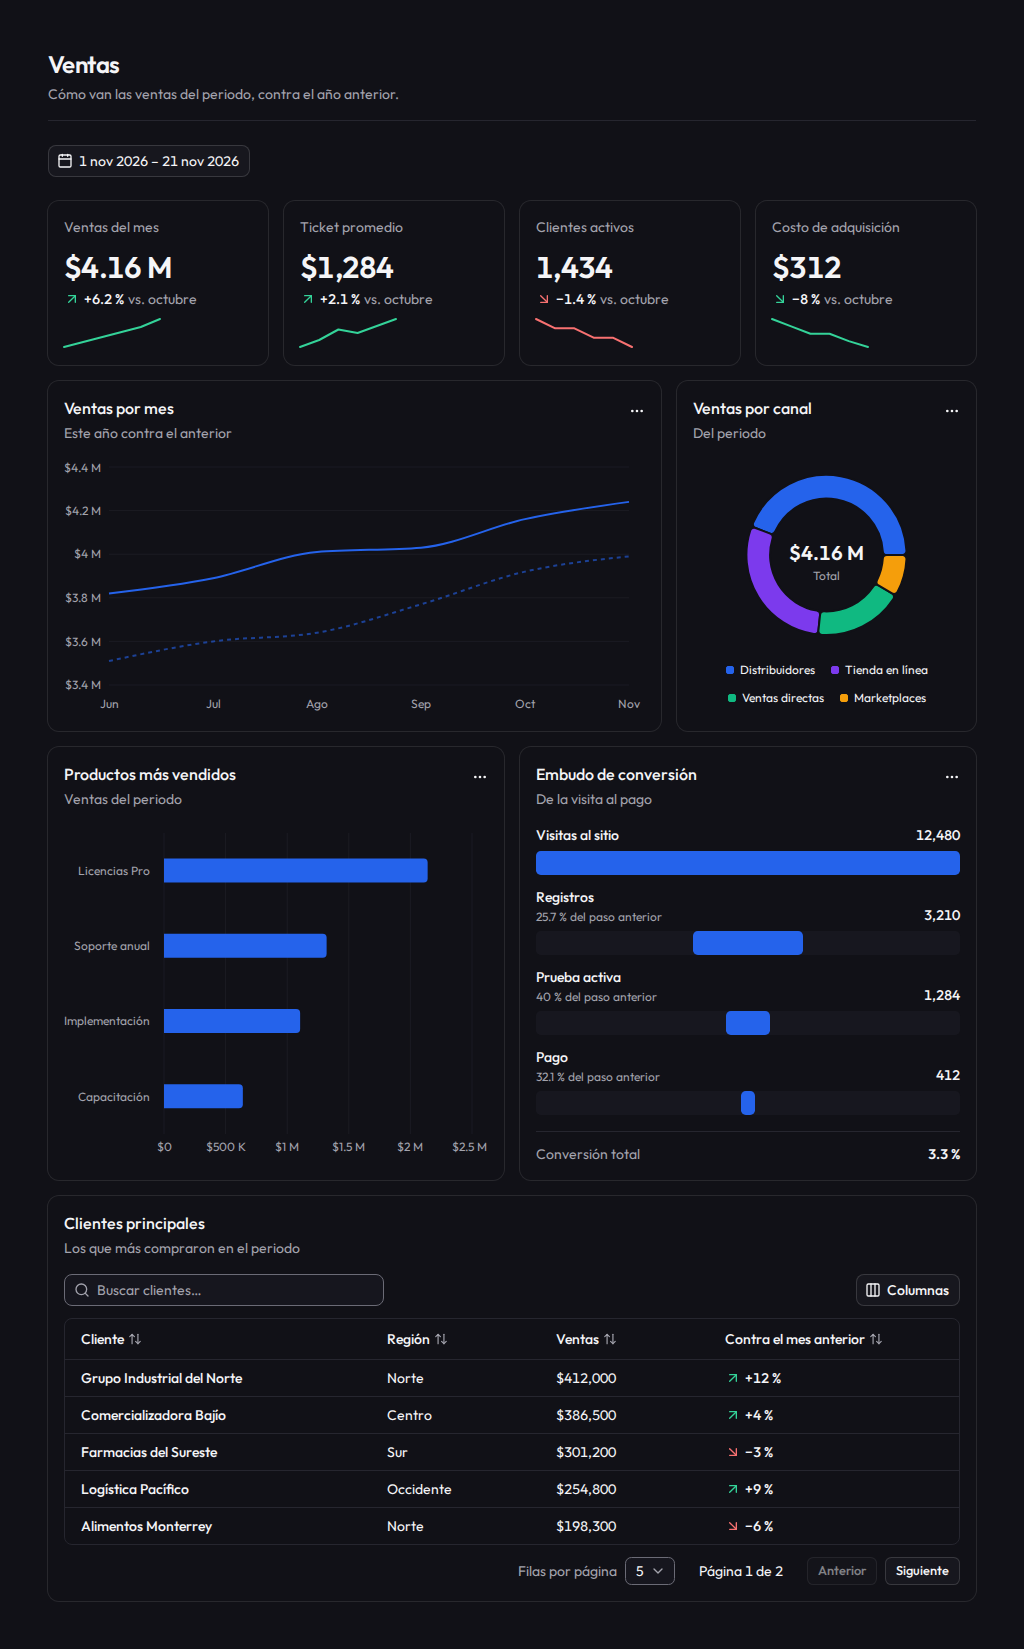 Ventas
Cómo van las ventas del periodo, contra el año anterior.
1 nov 2026 – 21 nov 2026
Ventas del mes
$4.16 M
+6.2 % vs. octubre
Ticket promedio
$1,284
+2.1 % vs. octubre
Clientes activos
1,434
−1.4 % vs. octubre
Costo de adquisición
$312
−8 % vs. octubre
Ventas por mes
Este año contra el anterior
$4.4 M
$4.2 M
$4 M
$3.8 M
$3.6 M
$3.4 M
Jun Jul Ago Sep Oct Nov
Ventas por canal
Del periodo
$4.16 M
Total
Distribuidores Tienda en línea
Ventas directas Marketplaces
Productos más vendidos
Ventas del periodo
Licencias Pro
Soporte anual
Implementación
Capacitación
$0 $500 K $1 M $1.5 M $2 M $2.5 M
Embudo de conversión
De la visita al pago
Visitas al sitio 12,480
Registros
25.7 % del paso anterior 3,210
Prueba activa
40 % del paso anterior 1,284
Pago
32.1 % del paso anterior 412
Conversión total 3.3 %
Clientes principales
Los que más compraron en el periodo
Buscar clientes... Columnas
Cliente Región Ventas Contra el mes anterior
Grupo Industrial del Norte Norte $412,000 +12 %
Comercializadora Bajío Centro $386,500 +4 %
Farmacias del Sureste Sur $301,200 −3 %
Logística Pacífico Occidente $254,800 +9 %
Alimentos Monterrey Norte $198,300 −6 %
Filas por página 5 Página 1 de 2 Anterior Siguiente